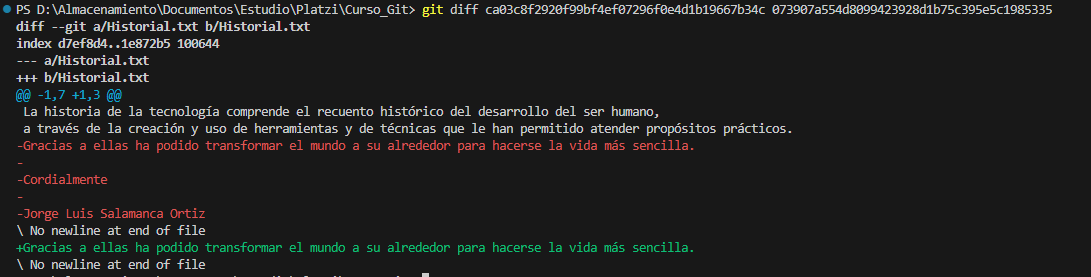 PS D:\Almacenamiento\Documentos\Estudio\Platzi\Curso_Git> git diff ca03c8f2920f99bf4ef07296f0e4d1b19667b34c 073907a554d8099423928d1b75c395e5c1985335
diff --git a/Historial.txt b/Historial.txt
index d7ef8d4..1e872b5 100644
--- a/Historial.txt
+++ b/Historial.txt
@@ -1,7 +1,3 @@
 La historia de la tecnología comprende el recuento histórico del desarrollo del ser humano,
 a través de la creación y uso de herramientas y de técnicas que le han permitido atender propósitos prácticos.
-Gracias a ellas ha podido transformar el mundo a su alrededor para hacerse la vida más sencilla.
-
-Cordialmente
-
-Jorge Luis Salamanca Ortiz
\ No newline at end of file
+Gracias a ellas ha podido transformar el mundo a su alrededor para hacerse la vida más sencilla.
\ No newline at end of file